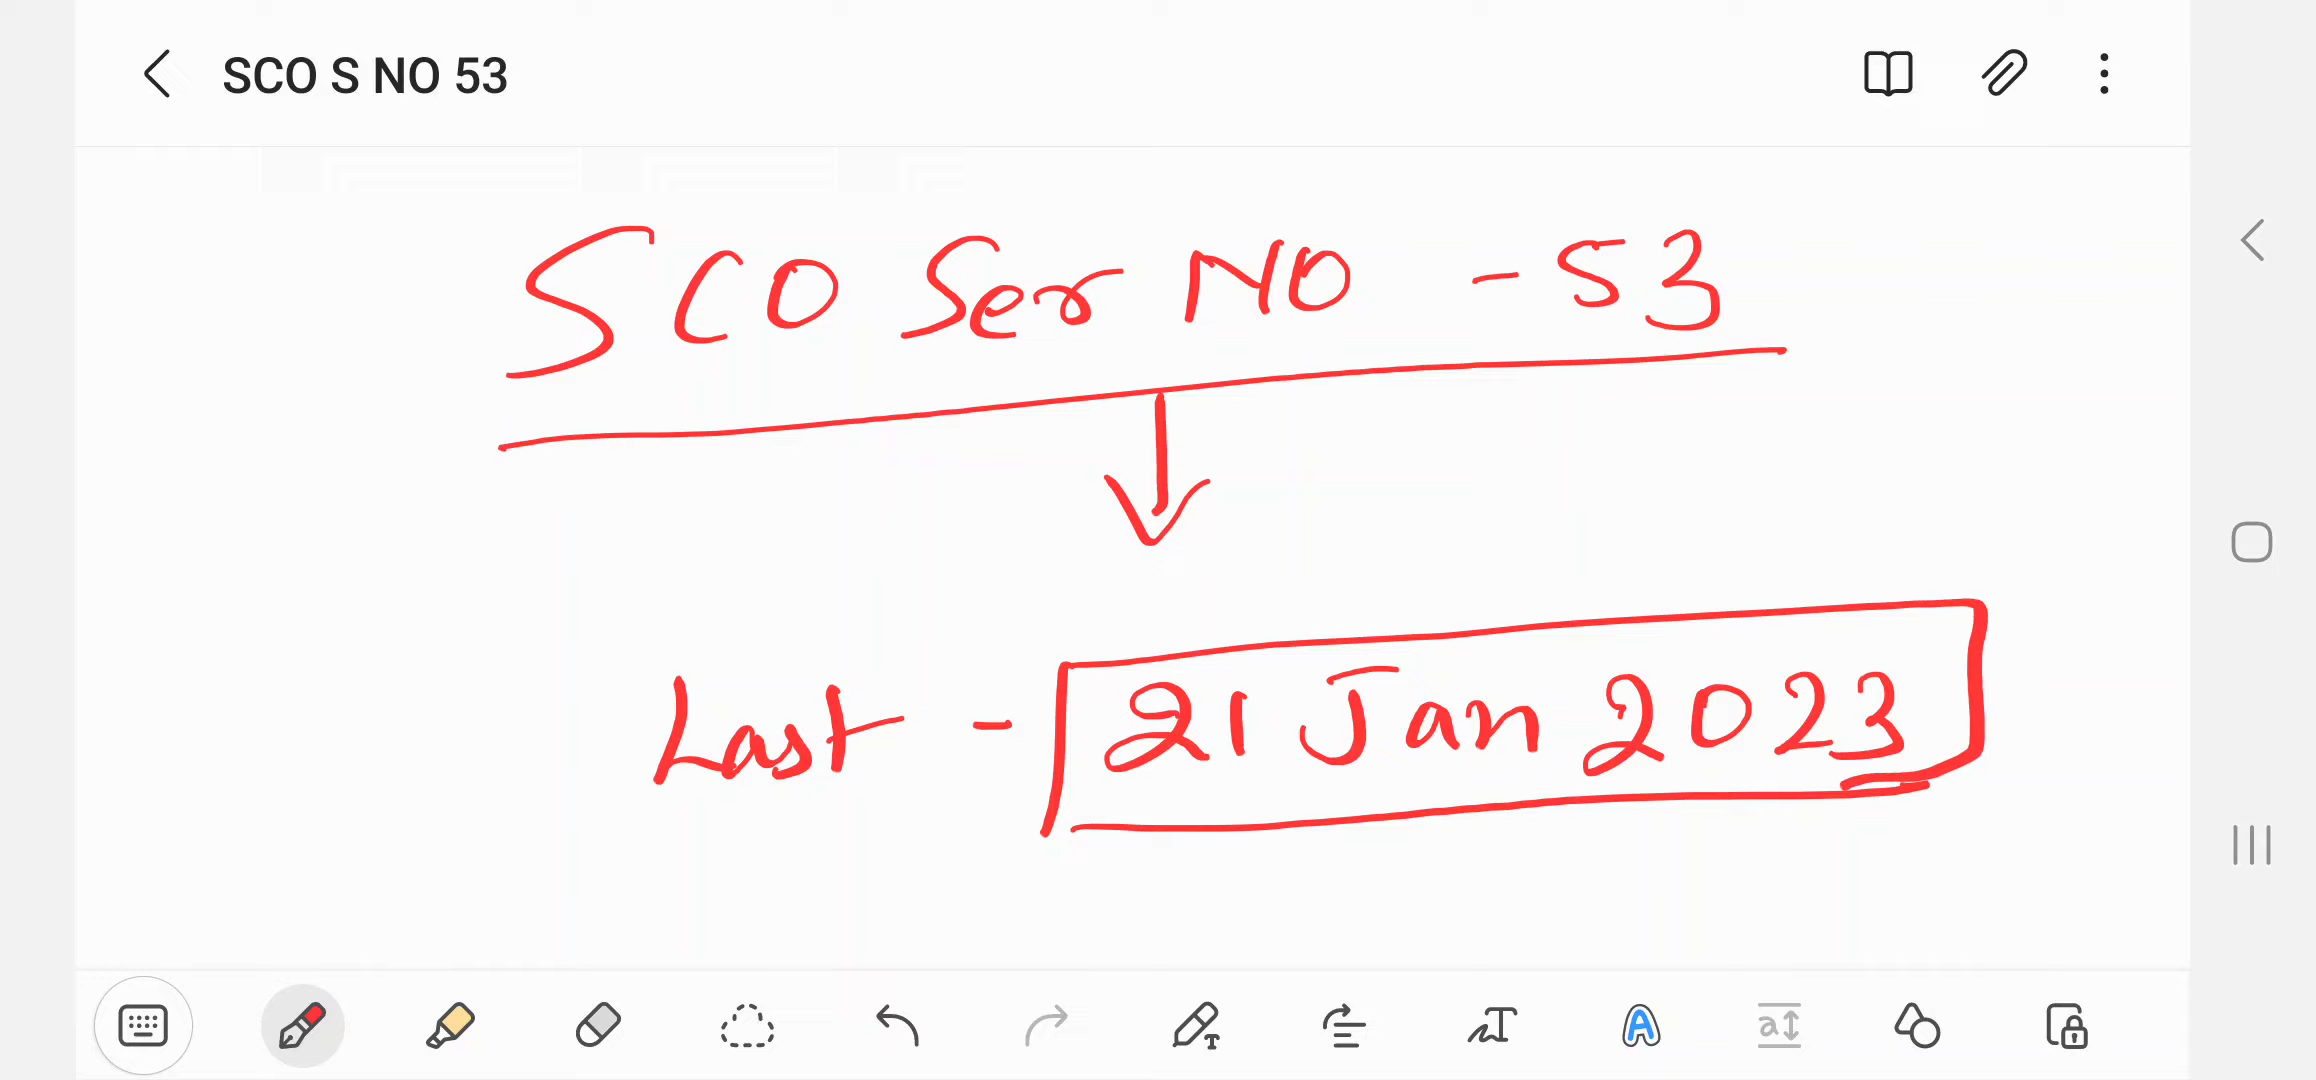 SCO S NO 53
SCO Ser NO - 53
Last - 21 Jan 2023